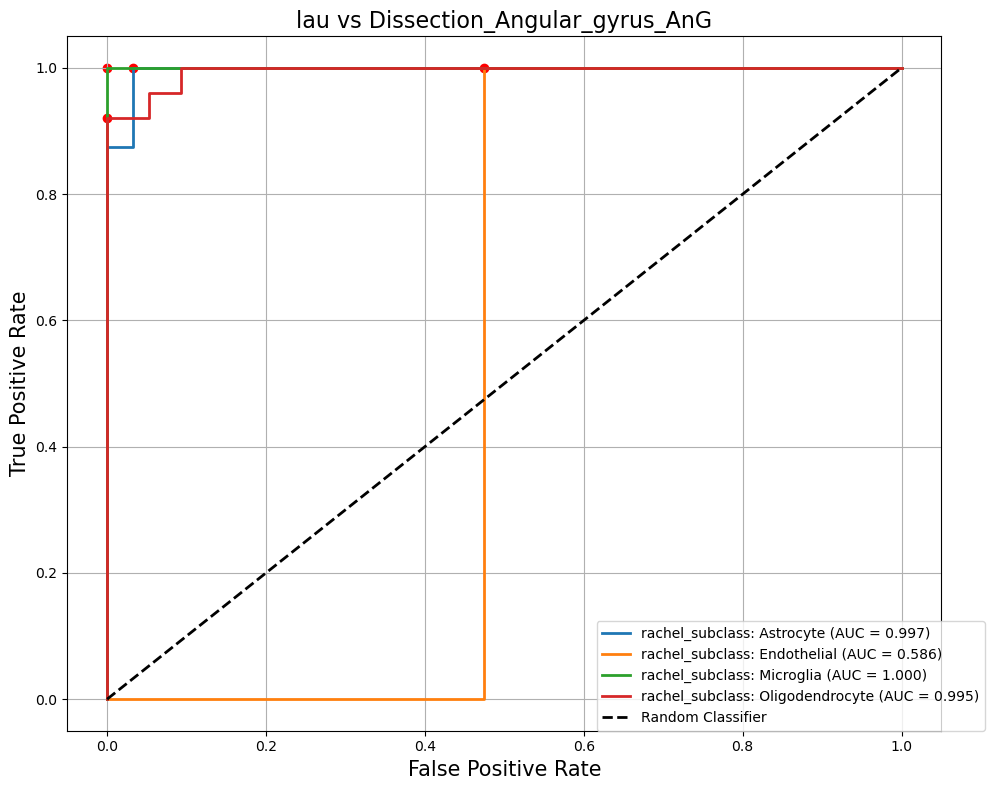 lau vs Dissection_Angular_gyrus_AnG
True Positive Rate
1.0
0.8
0.6
0.4
0.2
0.0
rachel_subclass: Astrocyte (AUC = 0.997)
rachel_subclass: Endothelial (AUC = 0.586)
rachel_subclass: Microglia (AUC = 1.000)
rachel_subclass: Oligodendrocyte (AUC = 0.995)
Random Classifier
0.0 0.2 0.4 0.6 0.8 1.0
False Positive Rate